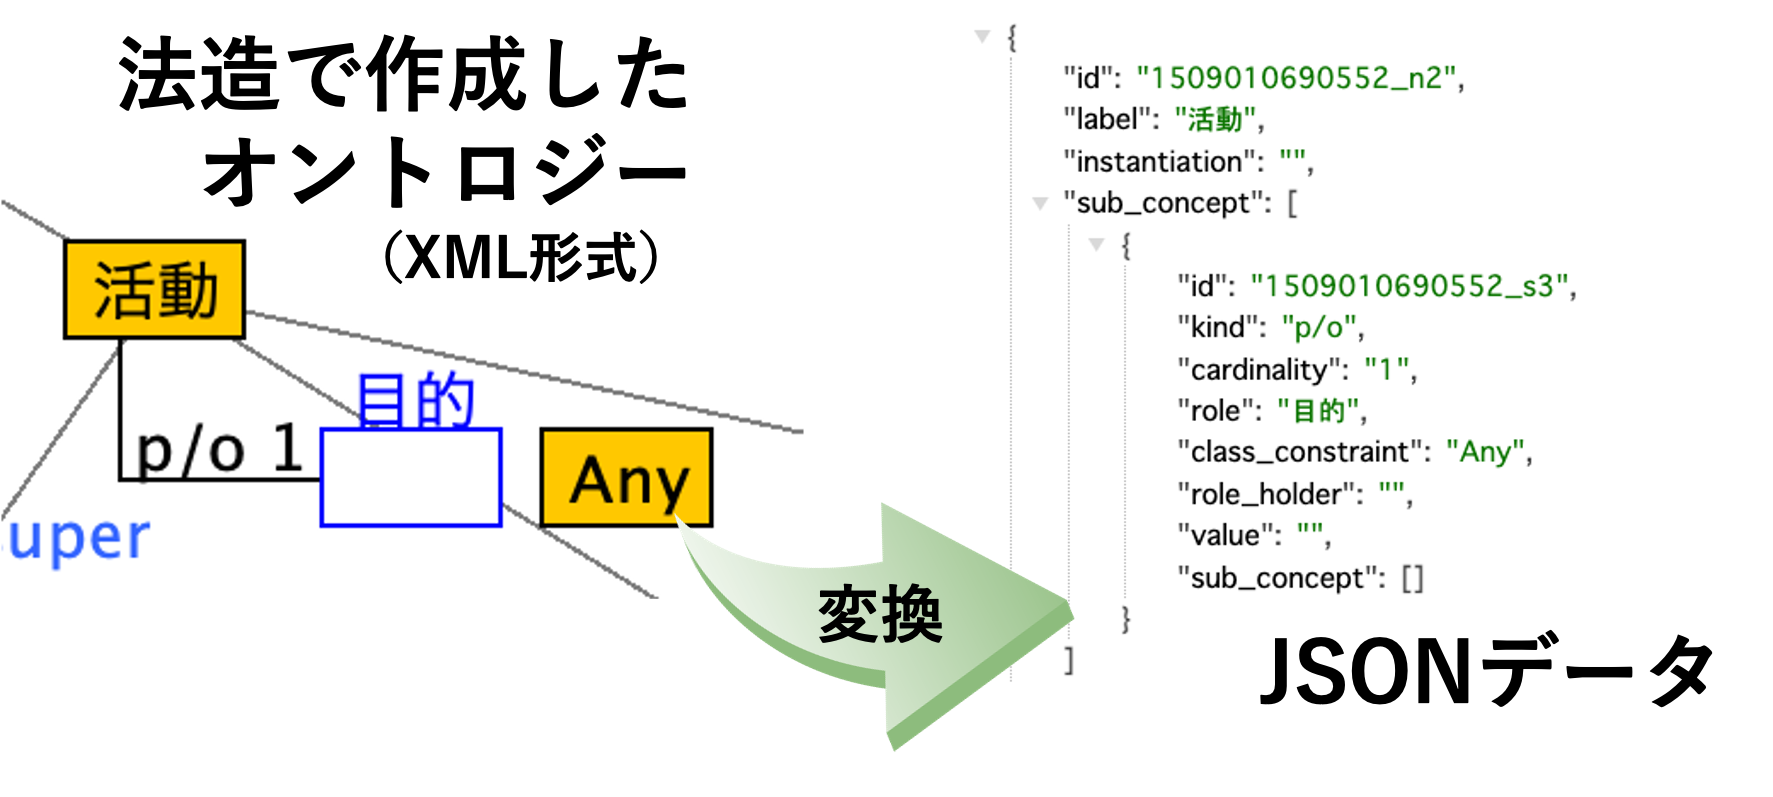 法造で作成した
オントロジー
（XML形式）
活動
目的
p/o 1
Any
uper
変換
{
"id": "1509010690552_n2",
"label": "活動",
"instantiation": "",
"sub_concept": [
{
"id": "1509010690552_s3",
"kind": "p/o",
"cardinality": "1",
"role": "目的",
"class_constraint": "Any",
"role_holder": "",
"value": "",
"sub_concept": []
}
]
JSONデータ